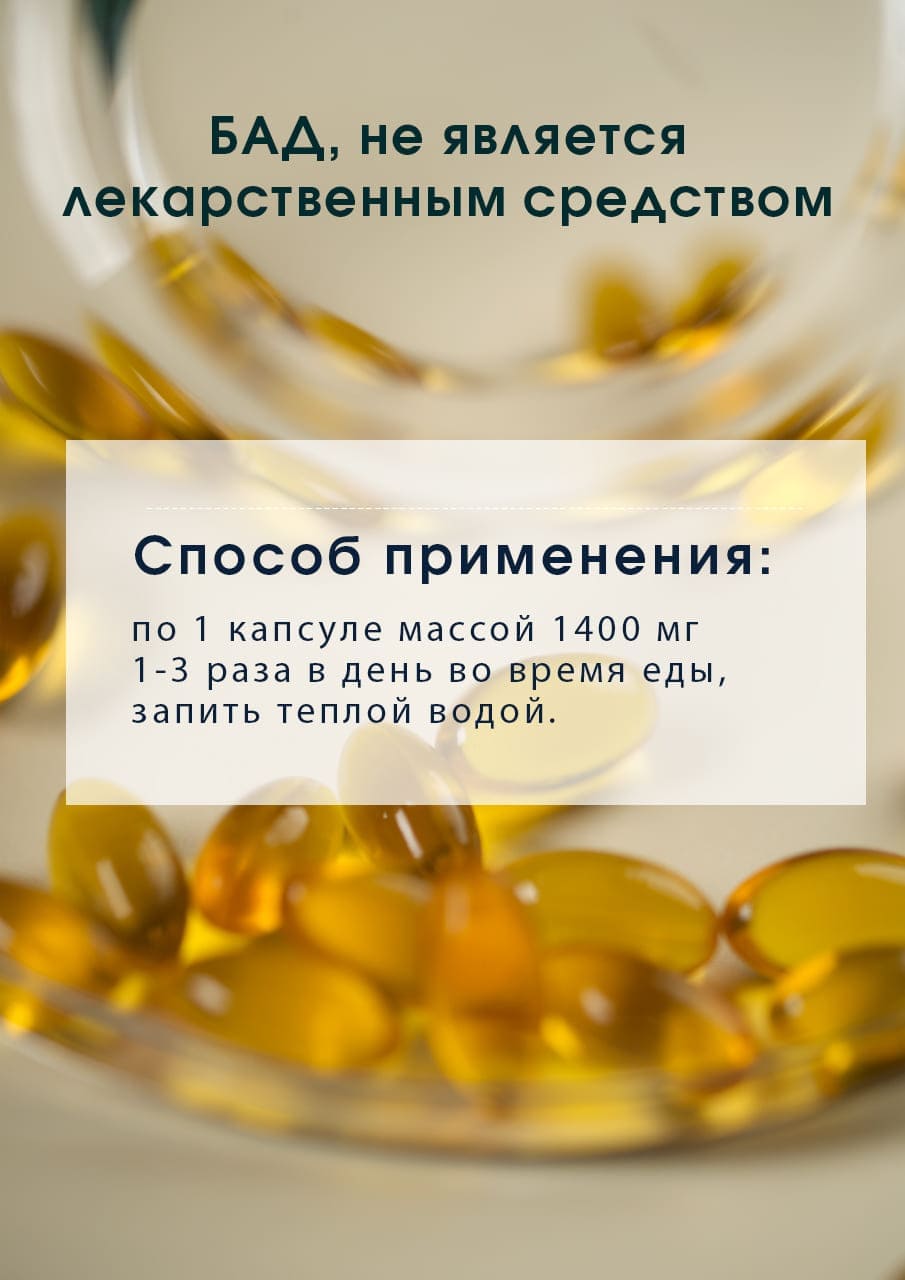 БАД, не является
лекарственным средством
Способ применения:
по 1 капсуле массой 1400 мг
1-3 раза в день во время еды,
запить теплой водой.